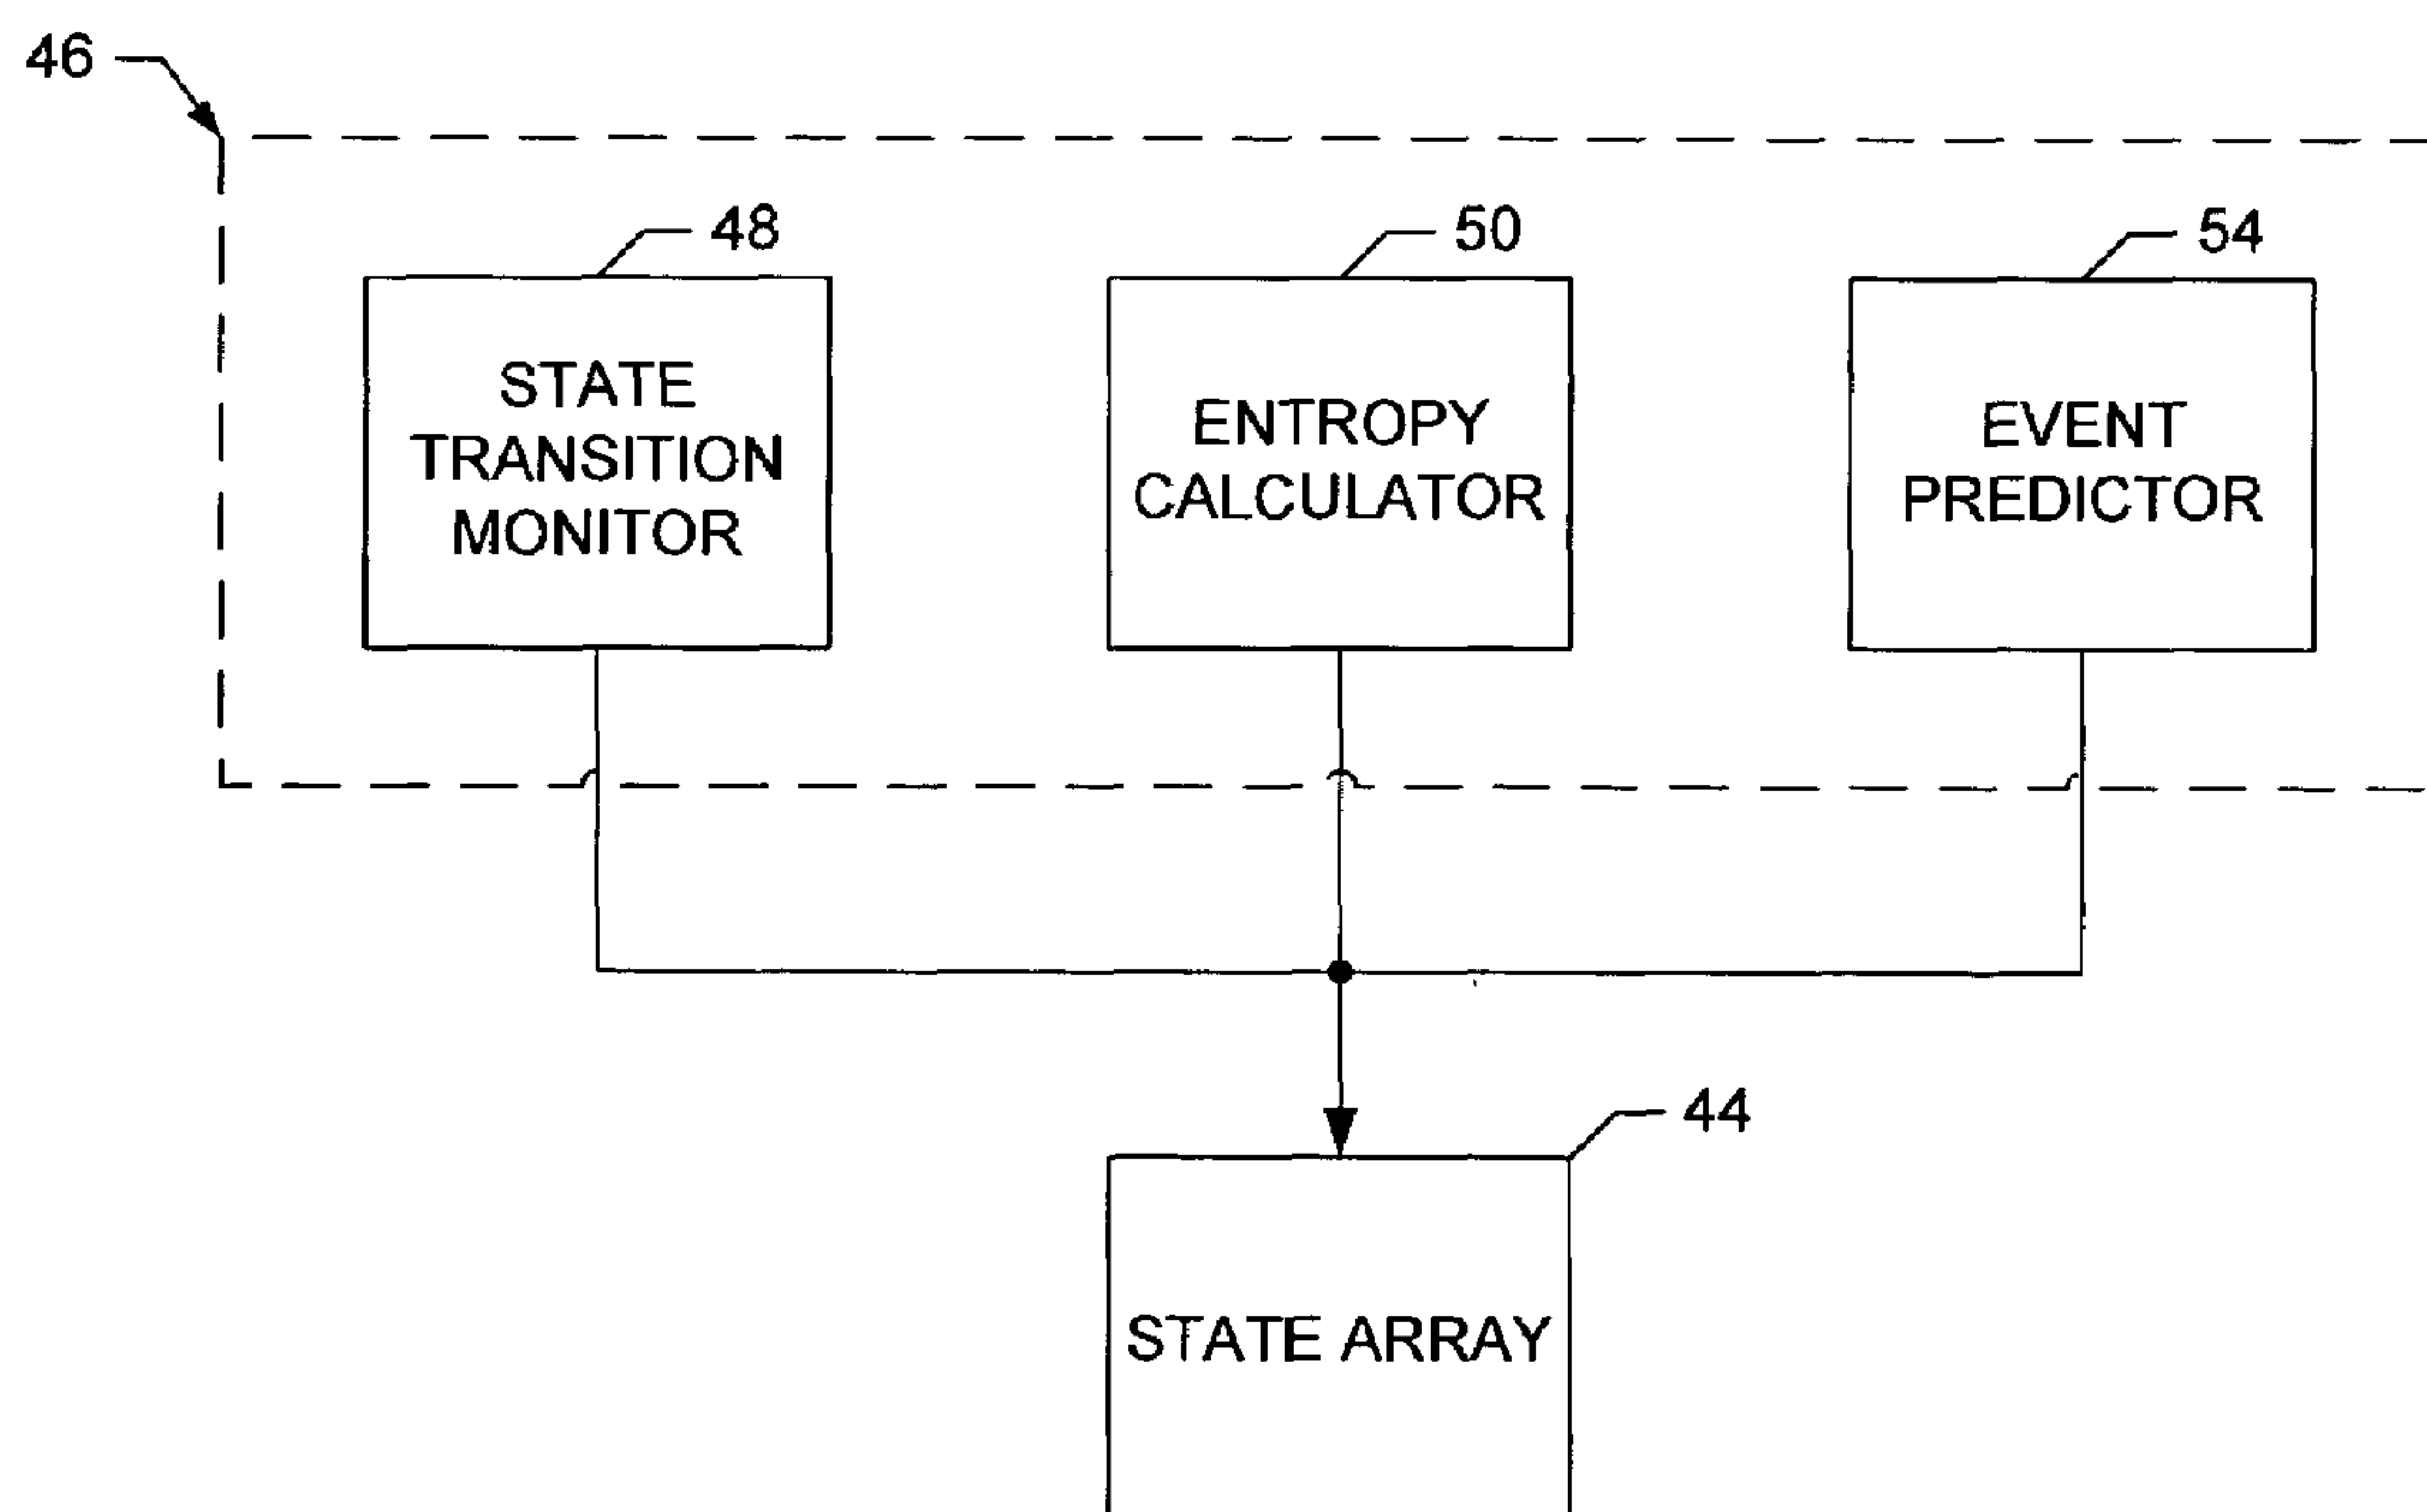 46
48
50
54
STATE
TRANSITION
MONITOR
ENTROPY
CALCULATOR
EVENT
PREDICTOR
44
STATE ARRAY